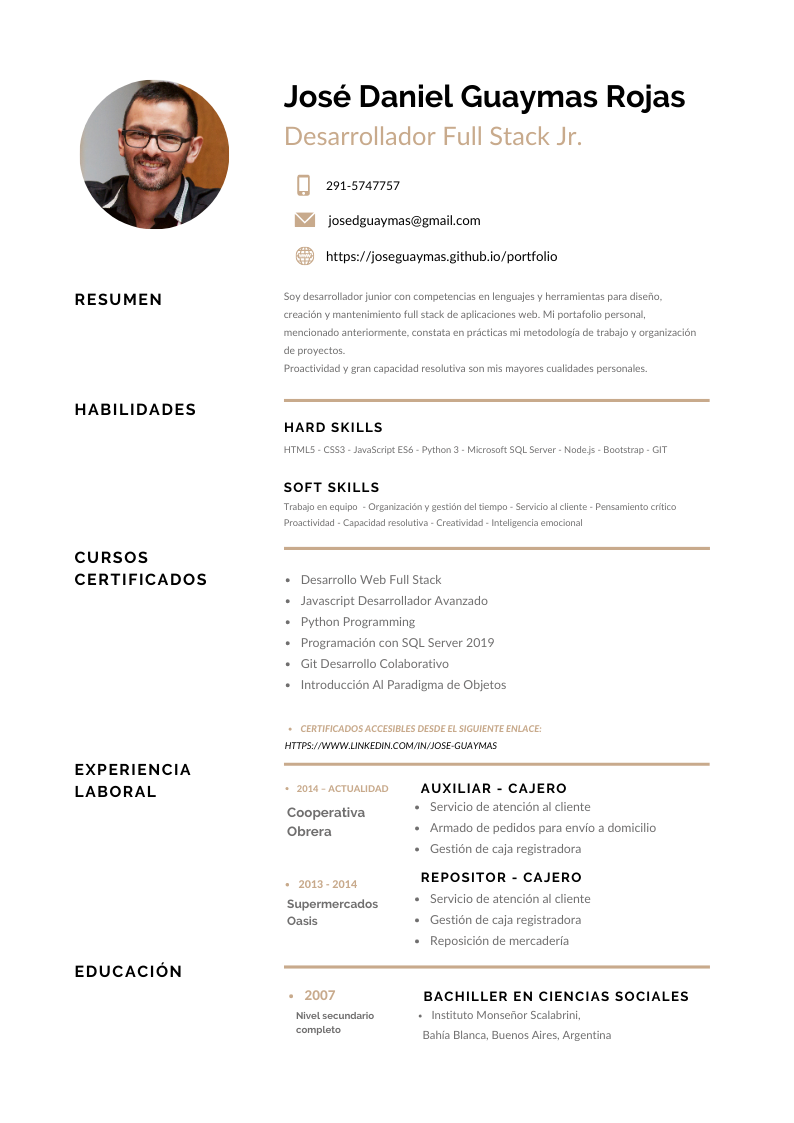 José Daniel Guaymas Rojas
Desarrollador Full Stack Jr.
291-5747757
josedguaymas@gmail.com
https://joseguaymas.github.io/portfolio
RESUMEN
Soy desarrollador junior con competencias en lenguajes y herramientas para diseño,
creación y mantenimiento full stack de aplicaciones web. Mi portafolio personal,
mencionado anteriormente, constata en prácticas mi metodología de trabajo y organización
de proyectos.
Proactividad y gran capacidad resolutiva son mis mayores cualidades personales.
HABILIDADES
HARD SKILLS
HTML5 - CSS3 - JavaScript ES6 - Python 3 - Microsoft SQL Server - Node.js - Bootstrap - GIT
SOFT SKILLS
Trabajo en equipo - Organización y gestión del tiempo - Servicio al cliente - Pensamiento crítico
Proactividad - Capacidad resolutiva - Creatividad - Inteligencia emocional
CURSOS
CERTIFICADOS
• Desarrollo Web Full Stack
• Javascript Desarrollador Avanzado
• Python Programming
• Programación con SQL Server 2019
• Git Desarrollo Colaborativo
• Introducción Al Paradigma de Objetos
• CERTIFICADOS ACCESIBLES DESDE EL SIGUIENTE ENLACE:
HTTPS://WWW.LINKEDIN.COM/IN/JOSE-GUAYMAS
EXPERIENCIA
LABORAL
• 2014 – ACTUALIDAD
Cooperativa
Obrera
AUXILIAR - CAJERO
• Servicio de atención al cliente
• Armado de pedidos para envío a domicilio
• Gestión de caja registradora
• 2013 - 2014
Supermercados
Oasis
REPOSITOR - CAJERO
• Servicio de atención al cliente
• Gestión de caja registradora
• Reposición de mercadería
EDUCACIÓN
• 2007
Nivel secundario
completo
BACHILLER EN CIENCIAS SOCIALES
• Instituto Monseñor Scalabrini,
Bahía Blanca, Buenos Aires, Argentina